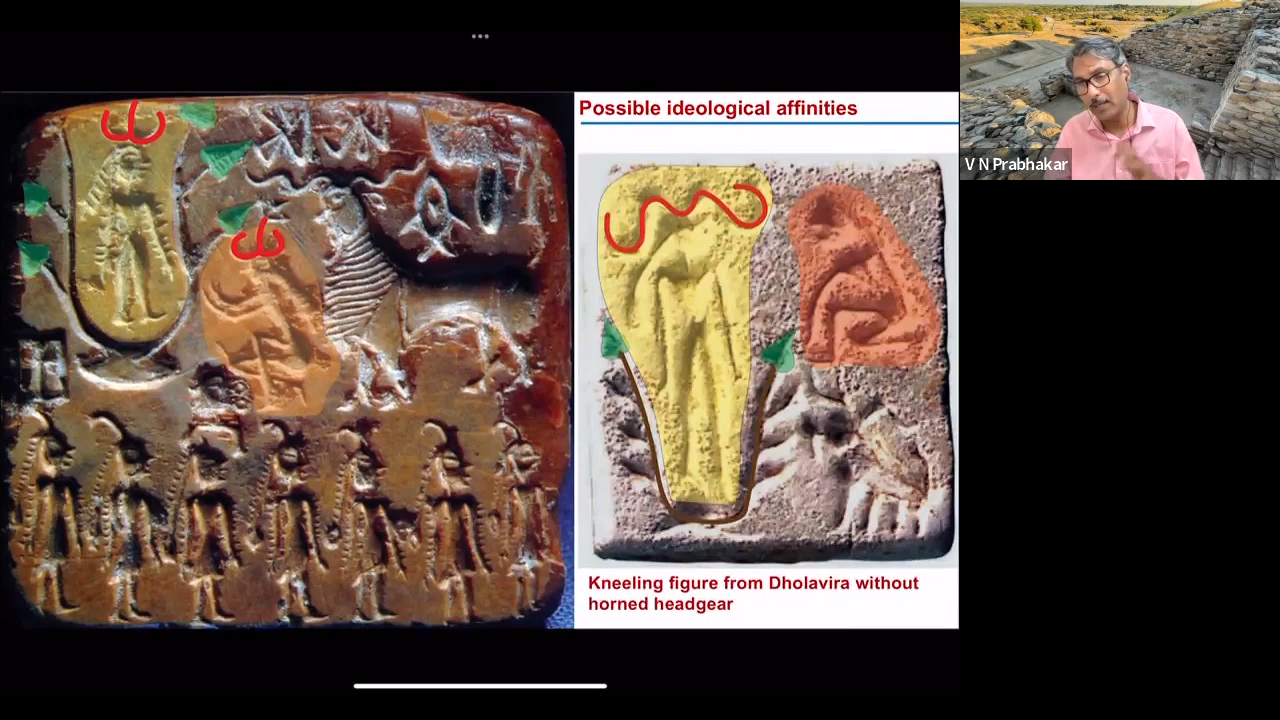 Possible ideological affinities
V N Prabhakar
Kneeling figure from Dholavira without
horned headgear